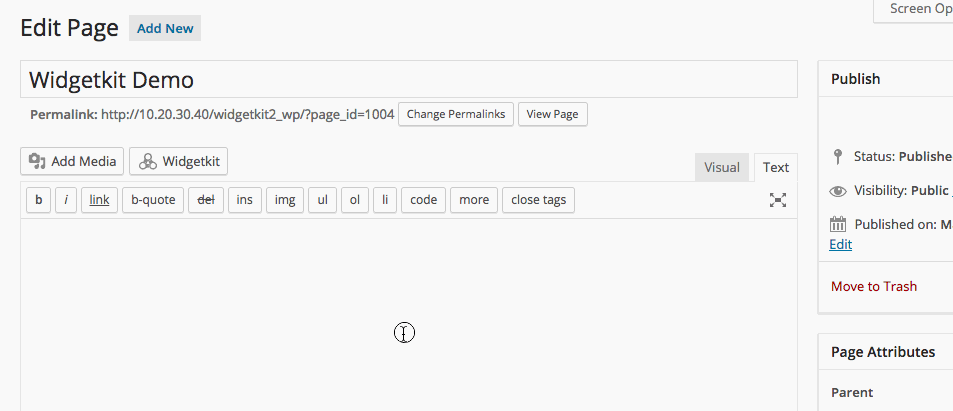 Screen Op
Edit Page Add New
Widgetkit Demo
Permalink: http://10.20.30.40/widgetkit2_wp/?page_id=1004 Change Permalinks View Page
Add Media Widgetkit
Visual Text
b i link b-quote del ins img ul ol li code more close tags
Publish
Status: Publishe
Visibility: Public
Published on: M
Edit
Move to Trash
Page Attributes
Parent